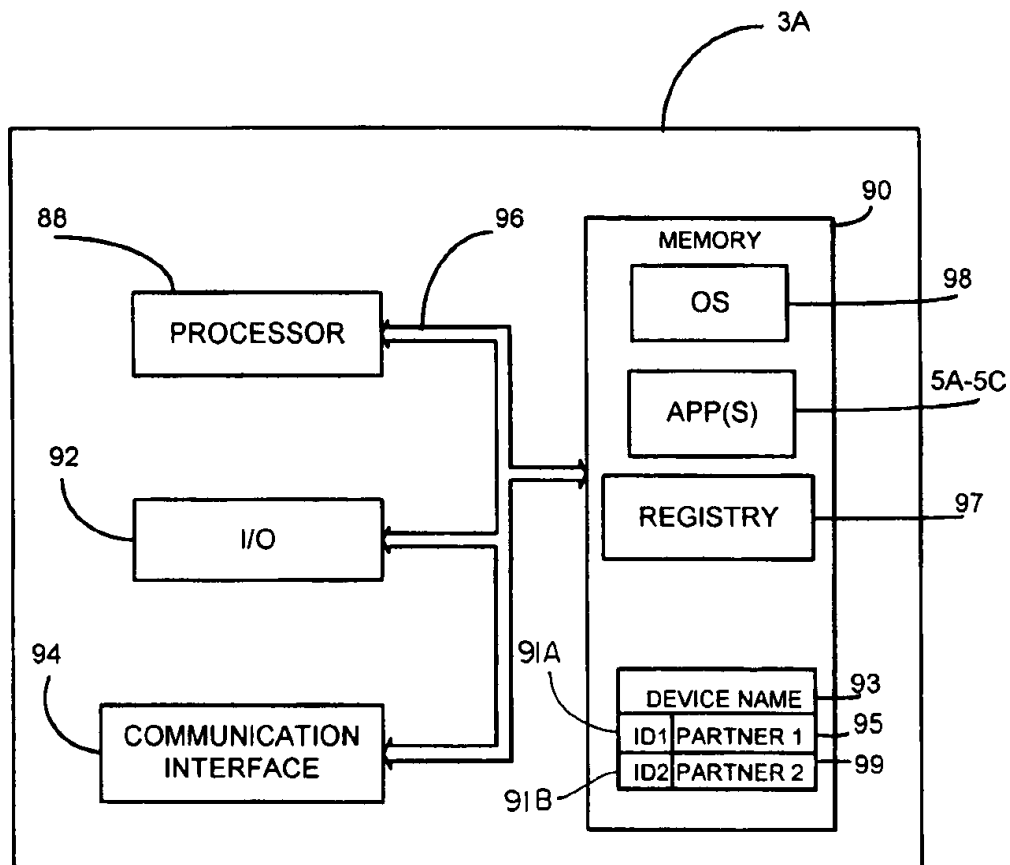 3A
88
96
90
MEMORY
OS
98
PROCESSOR
5A-5C
APP(S)
92
REGISTRY
97
I/O
94
91A
DEVICE NAME
93
ID1 PARTNER 1
95
ID2 PARTNER 2
99
91B
COMMUNICATION
INTERFACE